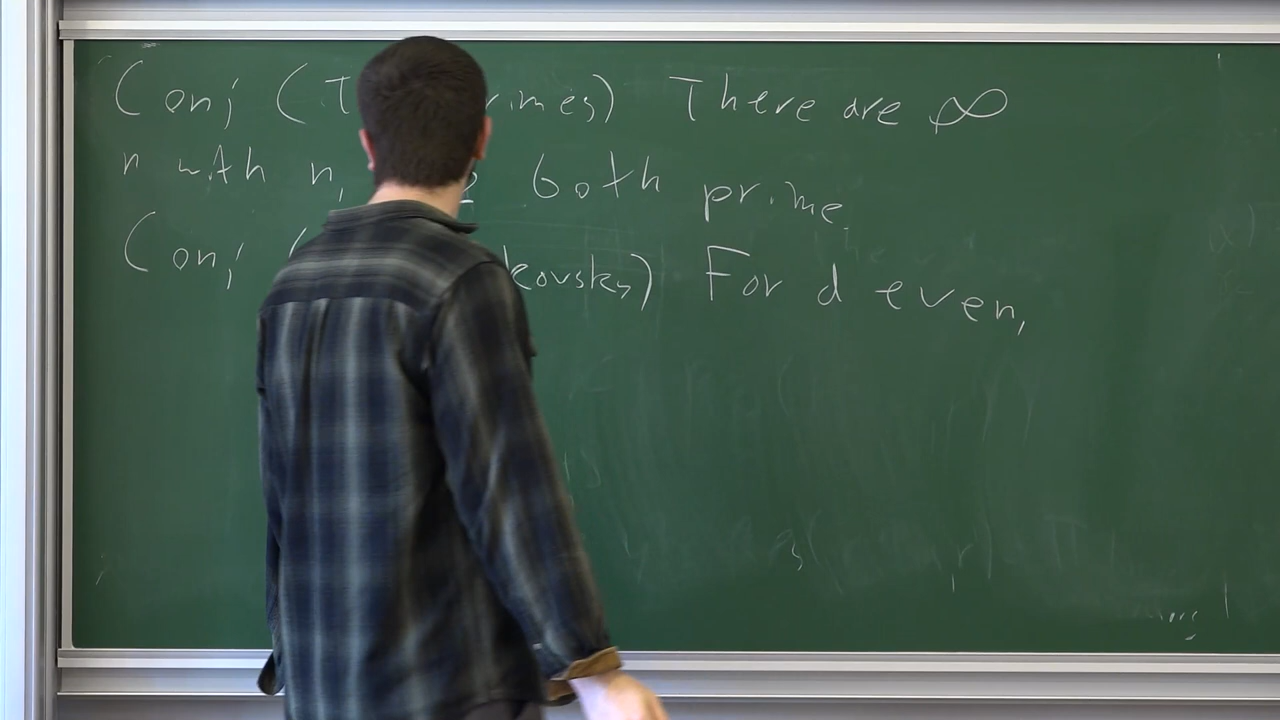 Conj (T rimes) There are ∞
n with n, 2 both prime.
Conj ( kovsky) For d even,